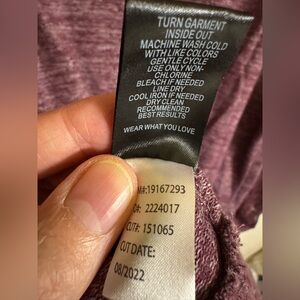 TURN GARMENT
INSIDE OUT
MACHINE WASH COLD
WITH LIKE COLORS
GENTLE CYCLE
USE ONLY NON-
CHLORINE
BLEACH IF NEEDED
LINE DRY
COOL IRON IF NEEDED
DRY CLEAN
RECOMMENDED
BEST RESULTS
WEAR WHAT YOU LOVE
#:19167293
#: 2224017
CUT#: 151065
CUT DATE:
08/2022